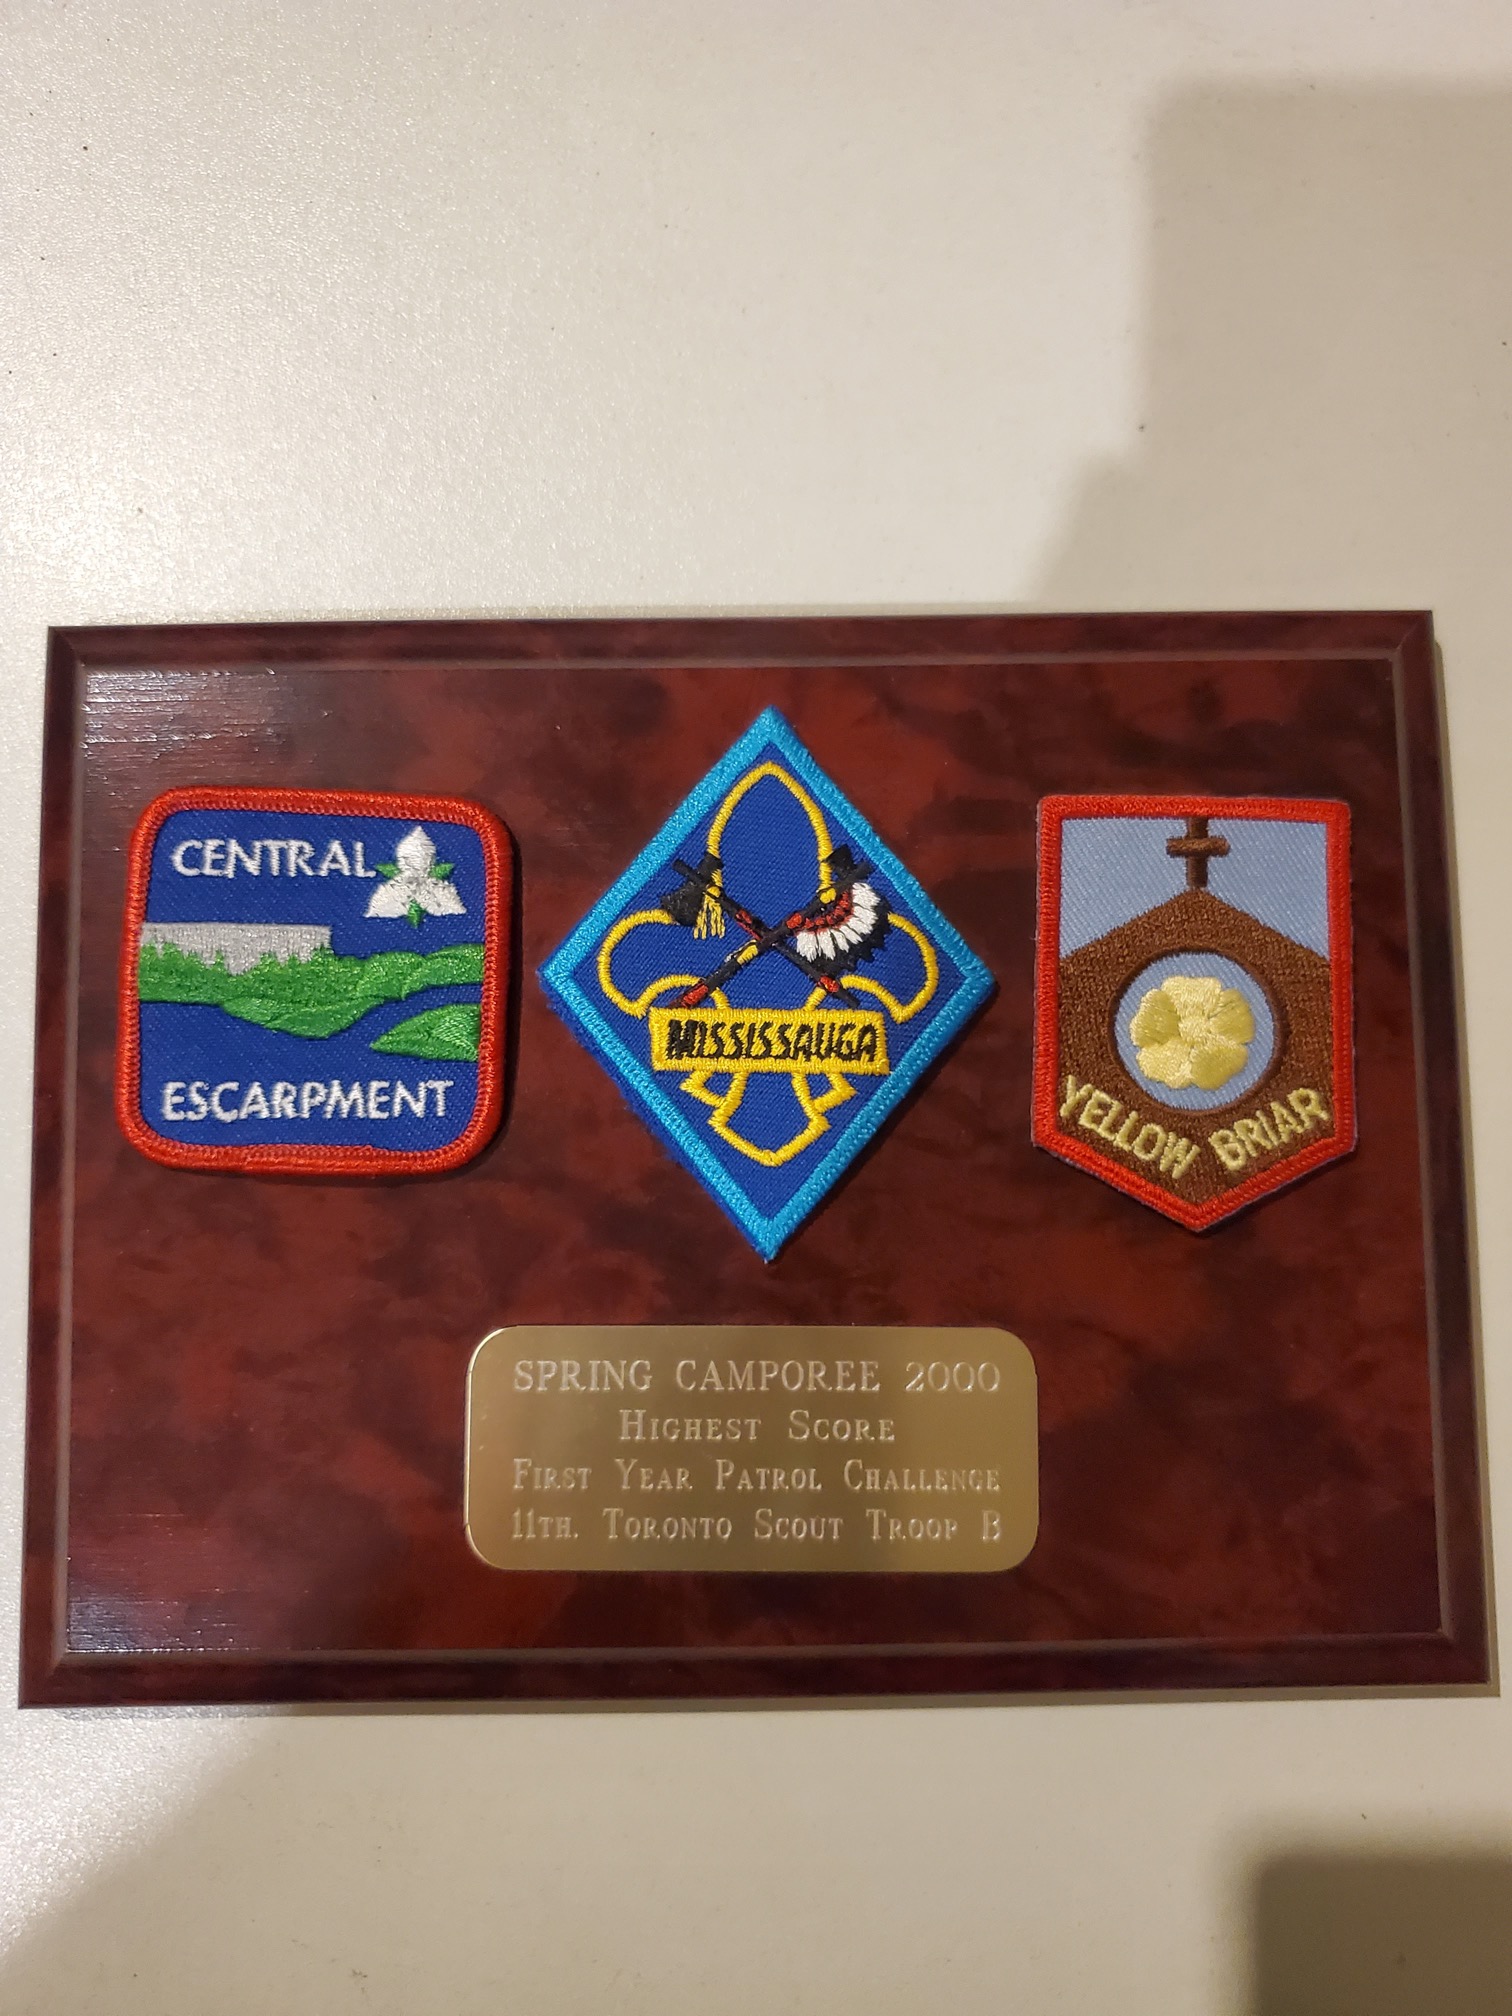 CENTRAL
ESCARPMENT
MISSISSAUGA
YELLOW BRIAR
SPRING CAMPOREE 2000
HIGHEST SCORE
FIRST YEAR PATROL CHALLENGE
11TH. TORONTO SCOUT TROOP B